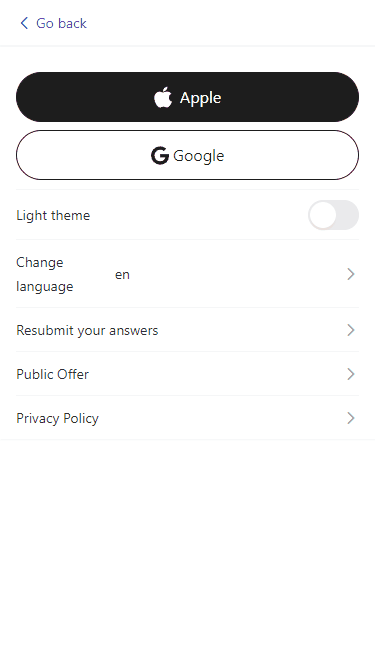 Go back
Apple
Google
Light theme
Change
language
en
Resubmit your answers
Public Offer
Privacy Policy